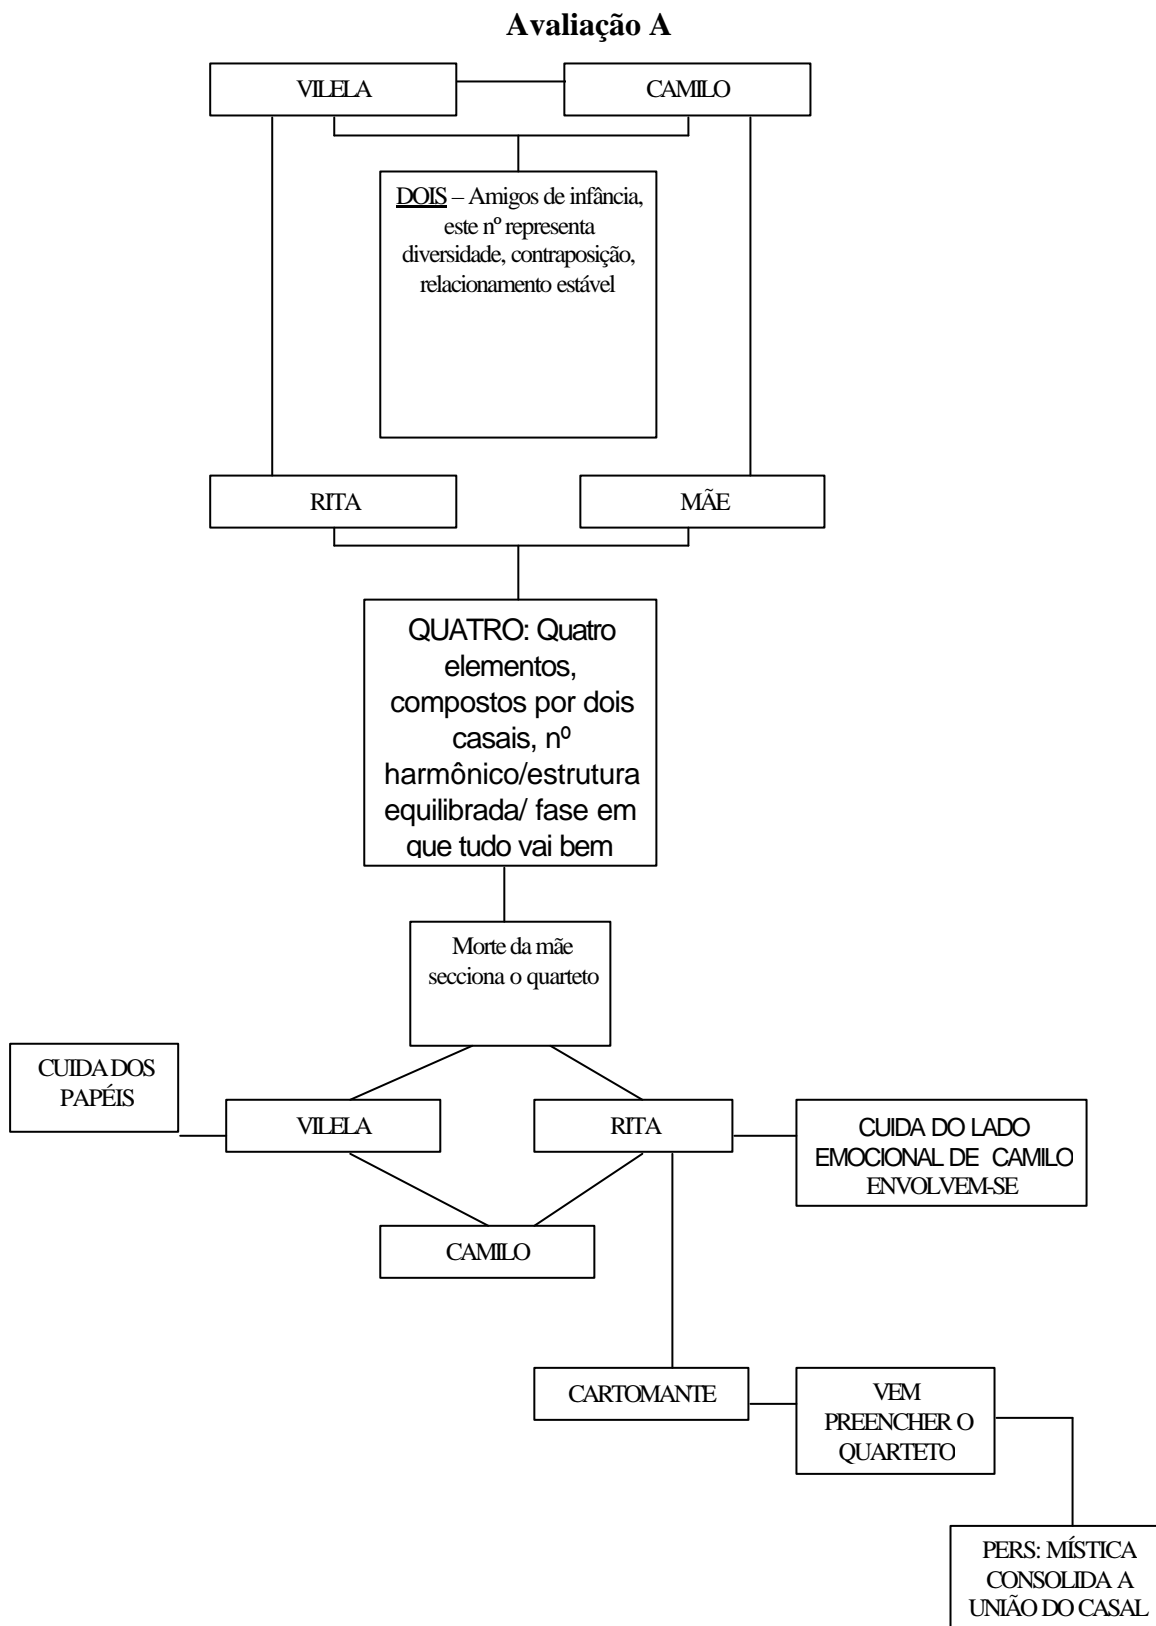 Avaliação A
VILELA
CAMILO
DOIS – Amigos de infância,
este nº representa
diversidade, contraposição,
relacionamento estável
RITA
MÃE
QUATRO: Quatro
elementos,
compostos por dois
casais, nº
harmônico/estrutura
equilibrada/ fase em
que tudo vai bem
Morte da mãe
secciona o quarteto
CUIDA DOS
PAPÉIS
VILELA
RITA
CUIDA DO LADO
EMOCIONAL DE CAMILO
ENVOLVEM-SE
CAMILO
CARTOMANTE
VEM
PREENCHER O
QUARTETO
PERS: MÍSTICA
CONSOLIDA A
UNIÃO DO CASAL